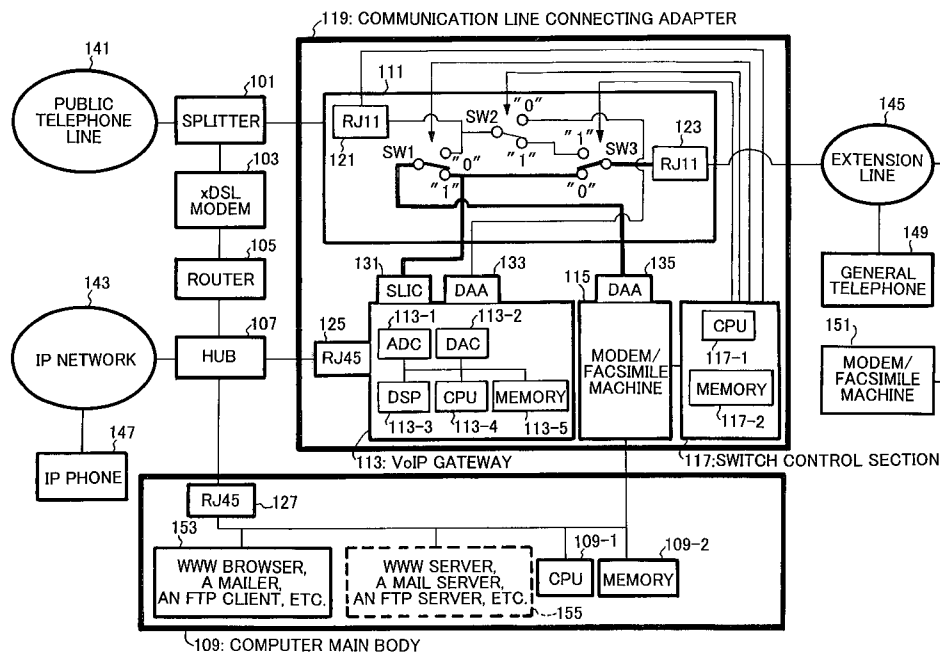 119: COMMUNICATION LINE CONNECTING ADAPTER
141
PUBLIC
TELEPHONE
LINE
101
SPLITTER
103
xDSL
MODEM
105
ROUTER
143
IP NETWORK
107
HUB
147
IP PHONE
111
RJ11
121
SW1
"0"
"1"
SW2
"0"
"1"
"1"
SW3
"0"
123
RJ11
145
EXTENSION
LINE
149
GENERAL
TELEPHONE
151
MODEM/
FACSIMILE
MACHINE
131
SLIC
133
DAA
115
135
DAA
125
RJ45
113-1
ADC
113-2
DAC
DSP
CPU
MEMORY
113-3
113-4
113-5
113: VoIP GATEWAY
MODEM/
FACSIMILE
MACHINE
CPU
117-1
MEMORY
117-2
117:SWITCH CONTROL SECTION
RJ45
127
153
WWW BROWSER,
A MAILER,
AN FTP CLIENT, ETC.
WWW SERVER,
A MAIL SERVER,
AN FTP SERVER, ETC.
155
109-1
CPU
109-2
MEMORY
109: COMPUTER MAIN BODY